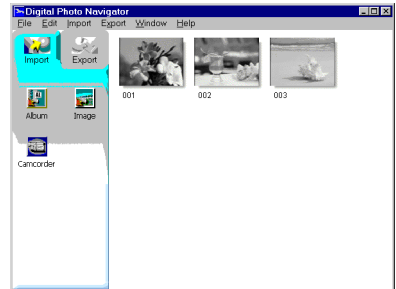 Digital Photo Navigator
File Edit Import Export Window Help
Import Export
001 002 003
Album Image
Camcorder